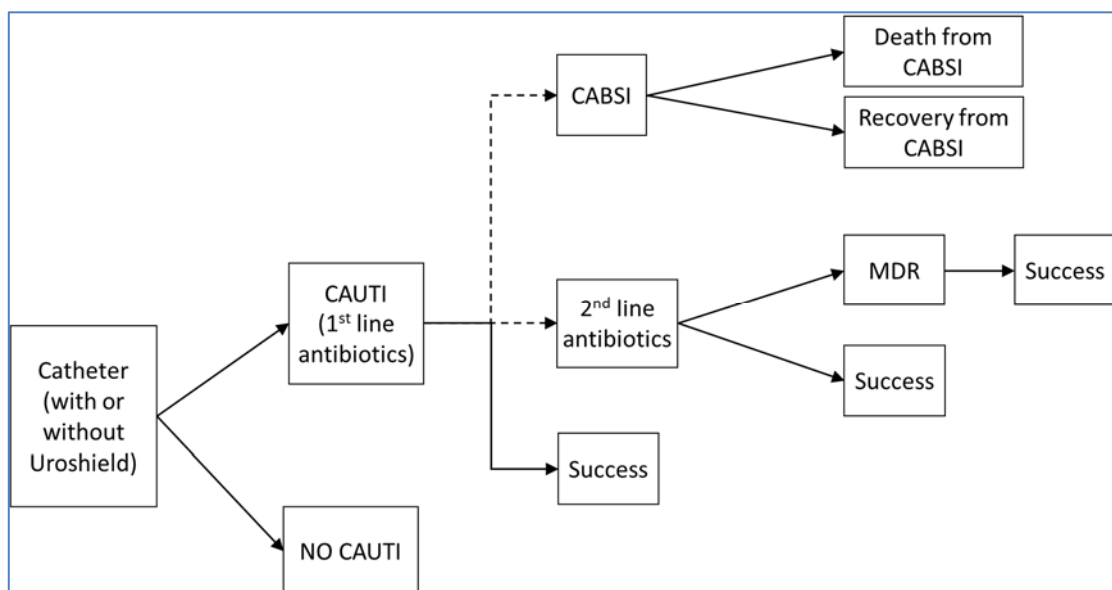 Catheter
(with or
without
Uroshield)
CAUTI
(1st line
antibiotics)
NO CAUTI
CABSI
2nd line
antibiotics
Success
Death from
CABSI
Recovery from
CABSI
MDR
Success
Success